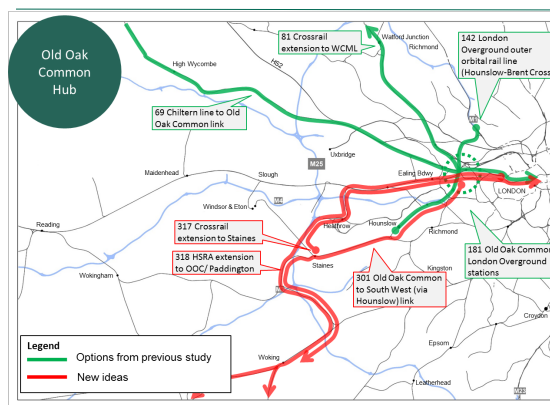 Old Oak
Common
Hub
81 Crossrail
extension to WCML
Watford Junction
Richmond
142 London
Overground outer
orbital rail line
(Hounslow-Brent Cross
High Wycombe
HS2
69 Chiltern line to Old
Oak Common link
M25
Uxbridge
Slough
Maidenhead
Ealing Bdwy
LONDON
Windsor & Eton
M4
Reading
Heathrow
Hounslow
Richmond
317 Crossrail
extension to Staines
318 HSRA extension
to OOC/ Paddington
Staines
181 Old Oak Common
London Overground
stations
Wokingham
301 Old Oak Common
to South West (via
Hounslow) link
Kingston
Croydon
Legend
Options from previous study
New ideas
Epsom
Woking
Leatherhead
M25